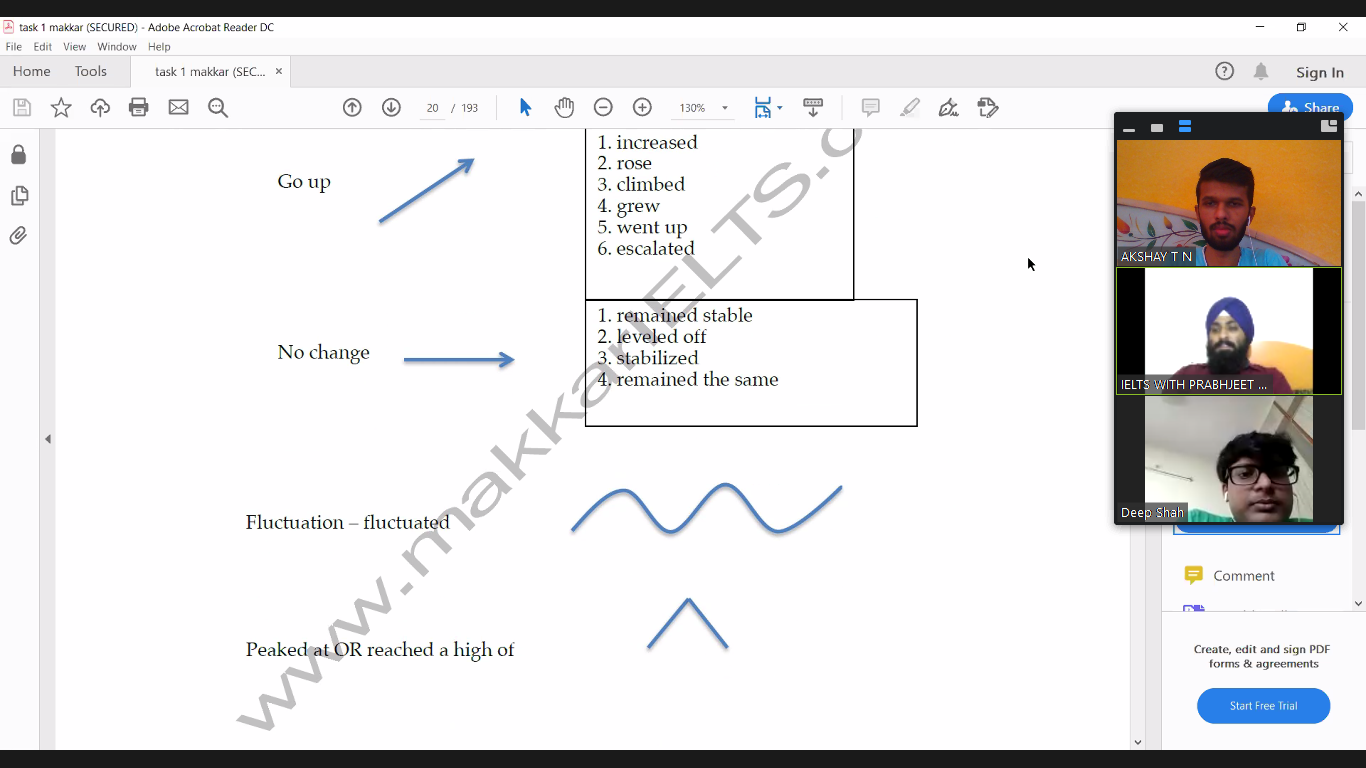 task 1 makkar (SECURED) - Adobe Acrobat Reader DC
File Edit View Window Help
Home Tools task 1 makkar (SEC... ×
Sign In
20 / 193 130% Share
1. increased
2. rose
3. climbed
4. grew
5. went up
6. escalated
Go up
1. remained stable
2. leveled off
3. stabilized
4. remained the same
No change
Fluctuation – fluctuated
Peaked at OR reached a high of
www.makkarIELTS.c
AKSHAY T N
IELTS WITH PRABHJEET ...
Deep Shah
Comment
Create, edit and sign PDF
forms & agreements
Start Free Trial